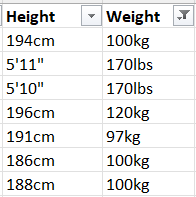 Height Weight
194cm 100kg
5'11" 170lbs
5'10" 170lbs
196cm 120kg
191cm 97kg
186cm 100kg
188cm 100kg